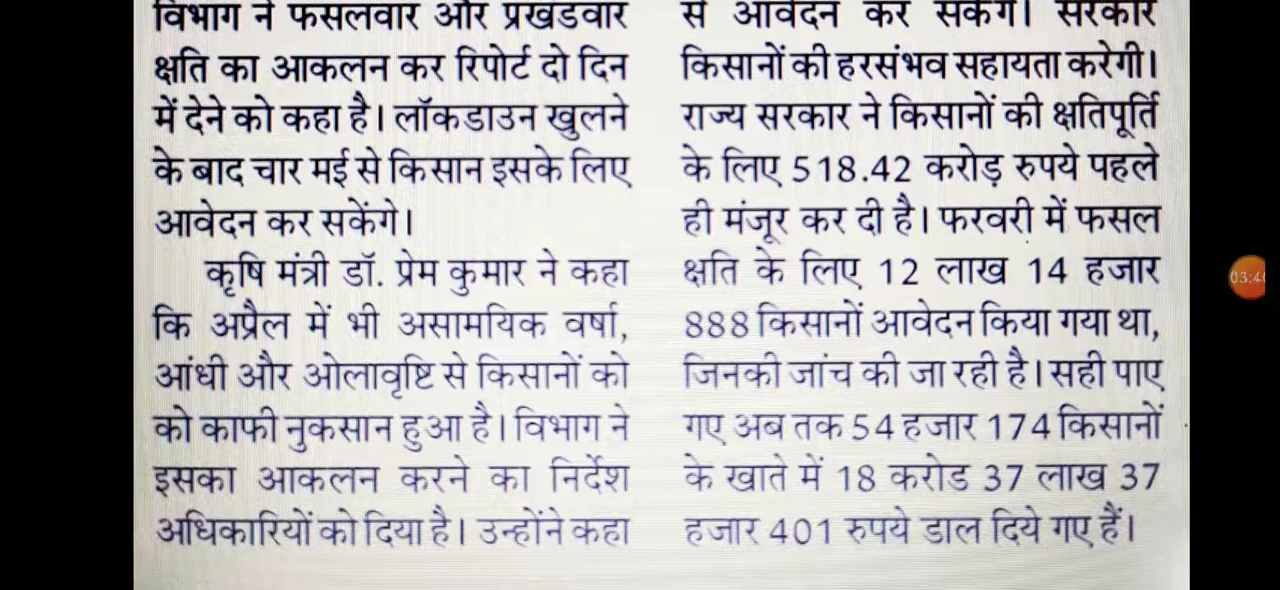 विभाग ने फसलवार और प्रखंडवार
क्षति का आकलन कर रिपोर्ट दो दिन
में देने को कहा है। लॉकडाउन खुलने
के बाद चार मई से किसान इसके लिए
आवेदन कर सकेंगे।
कृषि मंत्री डॉ. प्रेम कुमार ने कहा
कि अप्रैल में भी असामयिक वर्षा,
आंधी और ओलावृष्टि से किसानों को
को काफी नुकसान हुआ है। विभाग ने
इसका आकलन करने का निर्देश
अधिकारियों को दिया है। उन्होंने कहा
से आवेदन कर सकेंगे। सरकार
किसानों की हरसंभव सहायता करेगी।
राज्य सरकार ने किसानों की क्षतिपूर्ति
के लिए 518.42 करोड़ रुपये पहले
ही मंजूर कर दी है। फरवरी में फसल
क्षति के लिए 12 लाख 14 हजार
888 किसानों आवेदन किया गया था,
जिनकी जांच की जा रही है। सही पाए
गए अब तक 54 हजार 174 किसानों
के खाते में 18 करोड 37 लाख 37
हजार 401 रुपये डाल दिये गए हैं।